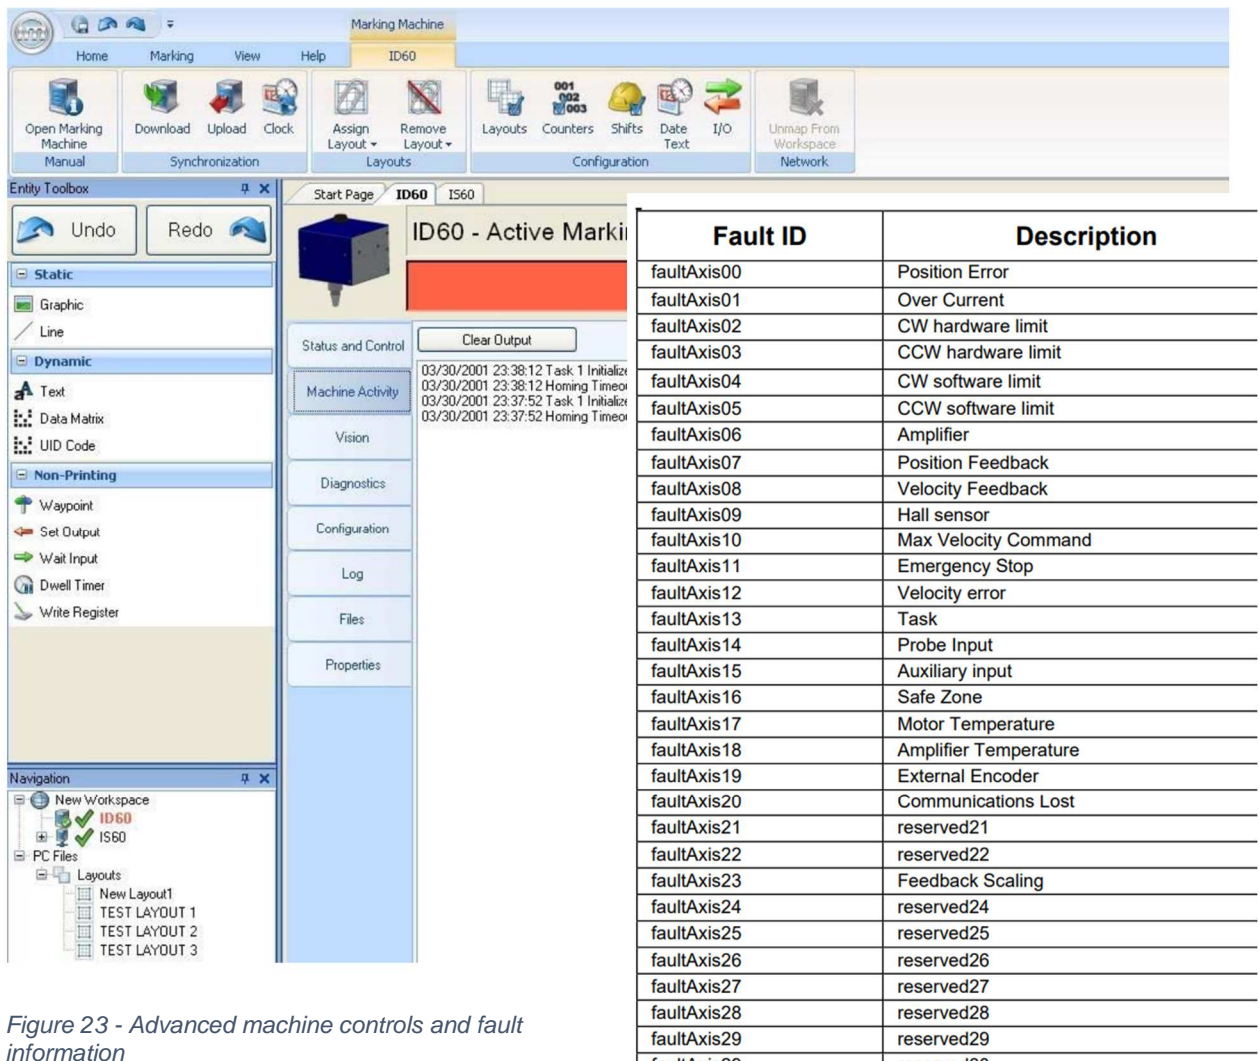 Marking Machine
Home Marking View Help ID60
Open Marking Machine
Download Upload Clock
Assign Layout
Remove Layout
Layouts Counters Shifts Date Text I/O
001
002
003
Unmap From Workspace
Manual Synchronization Layouts Configuration Network
Entity Toolbox
Undo Redo
Static
Graphic
Line
Dynamic
Text
Data Matrix
UID Code
Non-Printing
Waypoint
Set Output
Wait Input
Dwell Timer
Write Register
Navigation
New Workspace
ID60
IS60
PC Files
Layouts
New Layout1
TEST LAYOUT 1
TEST LAYOUT 2
TEST LAYOUT 3
Start Page ID60 IS60
ID60 - Active
Status and Control
Machine Activity
Vision
Diagnostics
Configuration
Log
Files
Properties
Clear Output
03/30/2001 23:38:12 Task 1
03/30/2001 23:38:12 Homing
03/30/2001 23:37:52 Task 1
03/30/2001 23:37:52 Homing
Fault ID Description
faultAxis00 Position Error
faultAxis01 Over Current
faultAxis02 CW hardware limit
faultAxis03 CCW hardware limit
faultAxis04 CW software limit
faultAxis05 CCW software limit
faultAxis06 Amplifier
faultAxis07 Position Feedback
faultAxis08 Velocity Feedback
faultAxis09 Hall sensor
faultAxis10 Max Velocity Command
faultAxis11 Emergency Stop
faultAxis12 Velocity error
faultAxis13 Task
faultAxis14 Probe Input
faultAxis15 Auxiliary input
faultAxis16 Safe Zone
faultAxis17 Motor Temperature
faultAxis18 Amplifier Temperature
faultAxis19 External Encoder
faultAxis20 Communications Lost
faultAxis21 reserved21
faultAxis22 reserved22
faultAxis23 Feedback Scaling
faultAxis24 reserved24
faultAxis25 reserved25
faultAxis26 reserved26
faultAxis27 reserved27
faultAxis28 reserved28
faultAxis29 reserved29
Figure 23 - Advanced machine controls and fault
information